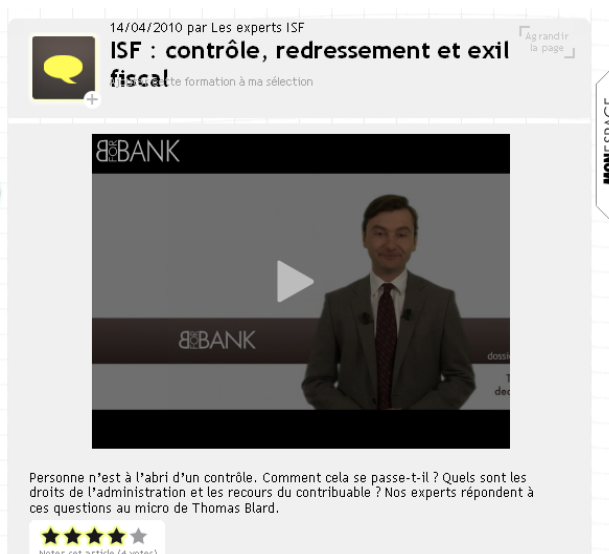 14/04/2010 par Les experts ISF
ISF : contrôle, redressement et exil
fiscal
cette formation à ma sélection
Agrandir
la page
MONESPACE
BFORBANK
BFORBANK
dossi
Personne n'est à l'abri d'un contrôle. Comment cela se passe-t-il ? Quels sont les
droits de l'administration et les recours du contribuable ? Nos experts répondent à
ces questions au micro de Thomas Blard.
Noter cet article (4 votes)